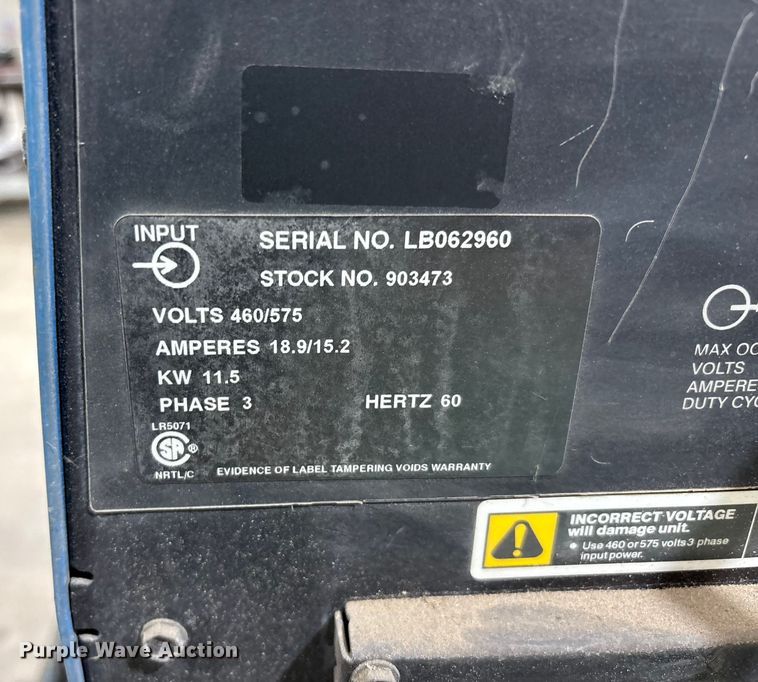 INPUT
SERIAL NO. LB062960
STOCK NO. 903473
VOLTS 460/575
AMPERES 18.9/15.2
KW 11.5
PHASE 3 HERTZ 60
LR5071
SA ®
NRTL/C
EVIDENCE OF LABEL TAMPERING VOIDS WARRANTY
MAX OC
VOLTS
AMPERE
DUTY CYC
INCORRECT VOLTAGE
will damage unit.
• Use 460 or 575 volts 3 phase
input power.
Purple Wave Auction